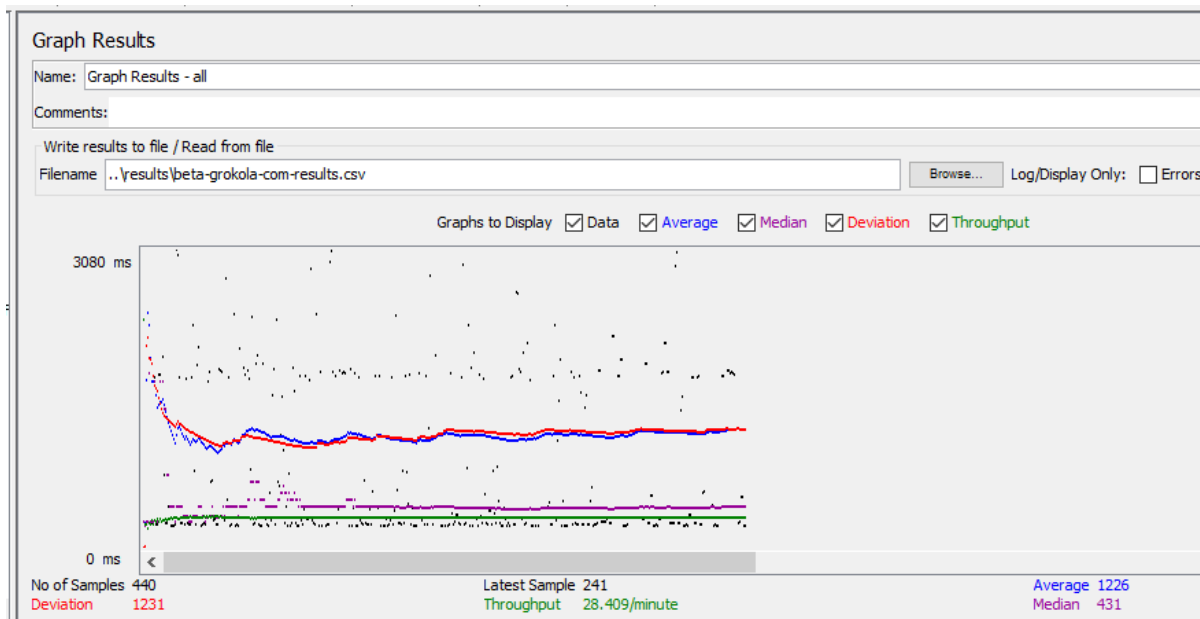 Graph Results
Name: Graph Results - all
Comments:
Write results to file / Read from file
Filename ..\results\beta-grokola-com-results.csv Browse... Log/Display Only: Errors
Graphs to Display Data Average Median Deviation Throughput
3080 ms
0 ms
No of Samples 440 Latest Sample 241 Average 1226
Deviation 1231 Throughput 28.409/minute Median 431